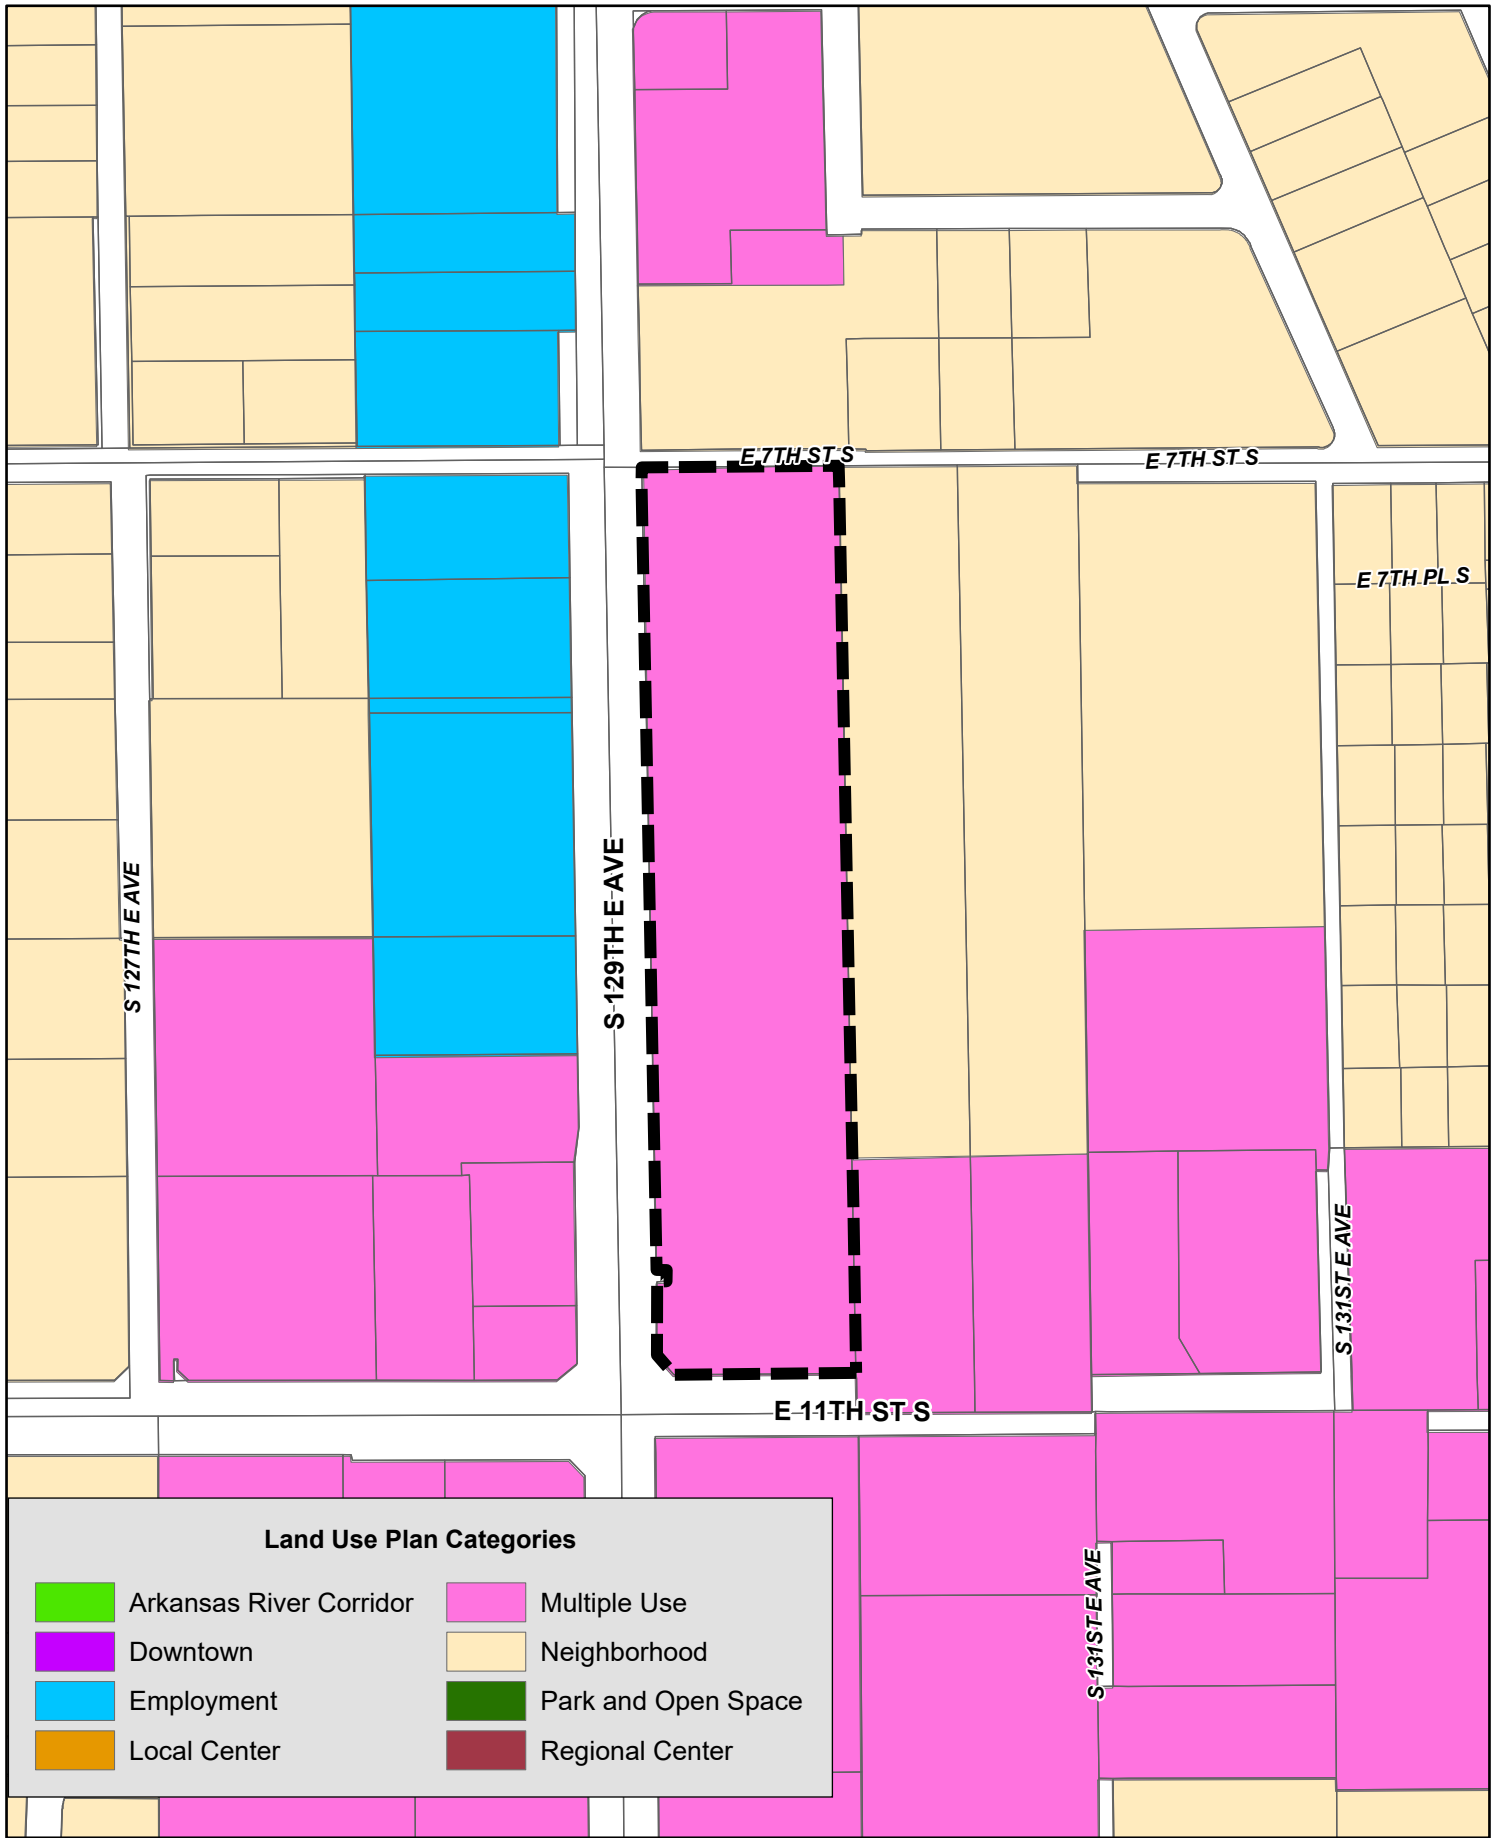 E 7TH ST S
E 7TH ST S
E 7TH PL S
S 129TH E AVE
S 127TH E AVE
S 131ST E AVE
E 11TH ST S
S 131ST E AVE
Land Use Plan Categories
Arkansas River Corridor
Downtown
Employment
Local Center
Multiple Use
Neighborhood
Park and Open Space
Regional Center